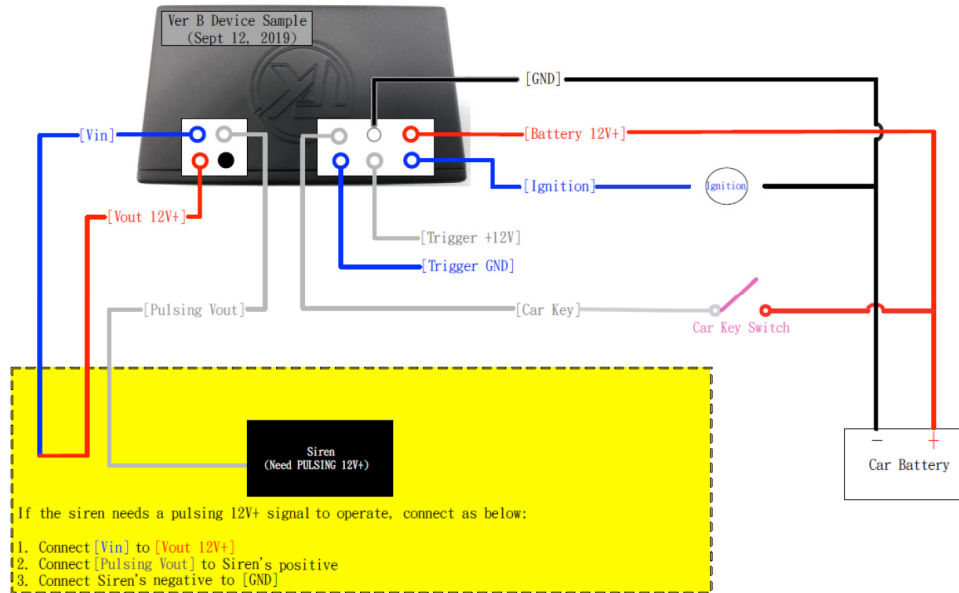 Ver B Device Sample
(Sept 12, 2019)
[GND]
[Vin]
[Battery 12V+]
[Ignition]
Ignition
[Vout 12V+]
[Trigger +12V]
[Trigger GND]
[Pulsing Vout]
[Car Key]
Car Key Switch
Siren
(Need PULSING 12V+)
− +
Car Battery
If the siren needs a pulsing 12V+ signal to operate, connect as below:
1. Connect [Vin] to [Vout 12V+]
2. Connect [Pulsing Vout] to Siren's positive
3. Connect Siren's negative to [GND]